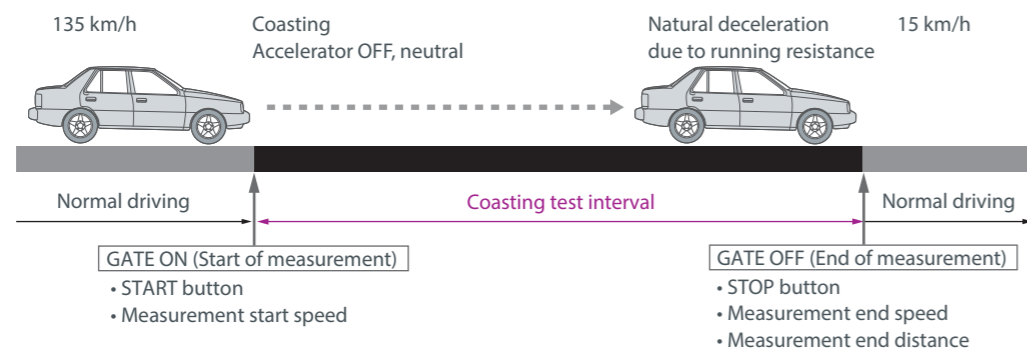 135 km/h
Coasting
Accelerator OFF, neutral
Natural deceleration
due to running resistance
15 km/h
Normal driving
Coasting test interval
Normal driving
GATE ON (Start of measurement)
• START button
• Measurement start speed
GATE OFF (End of measurement)
• STOP button
• Measurement end speed
• Measurement end distance